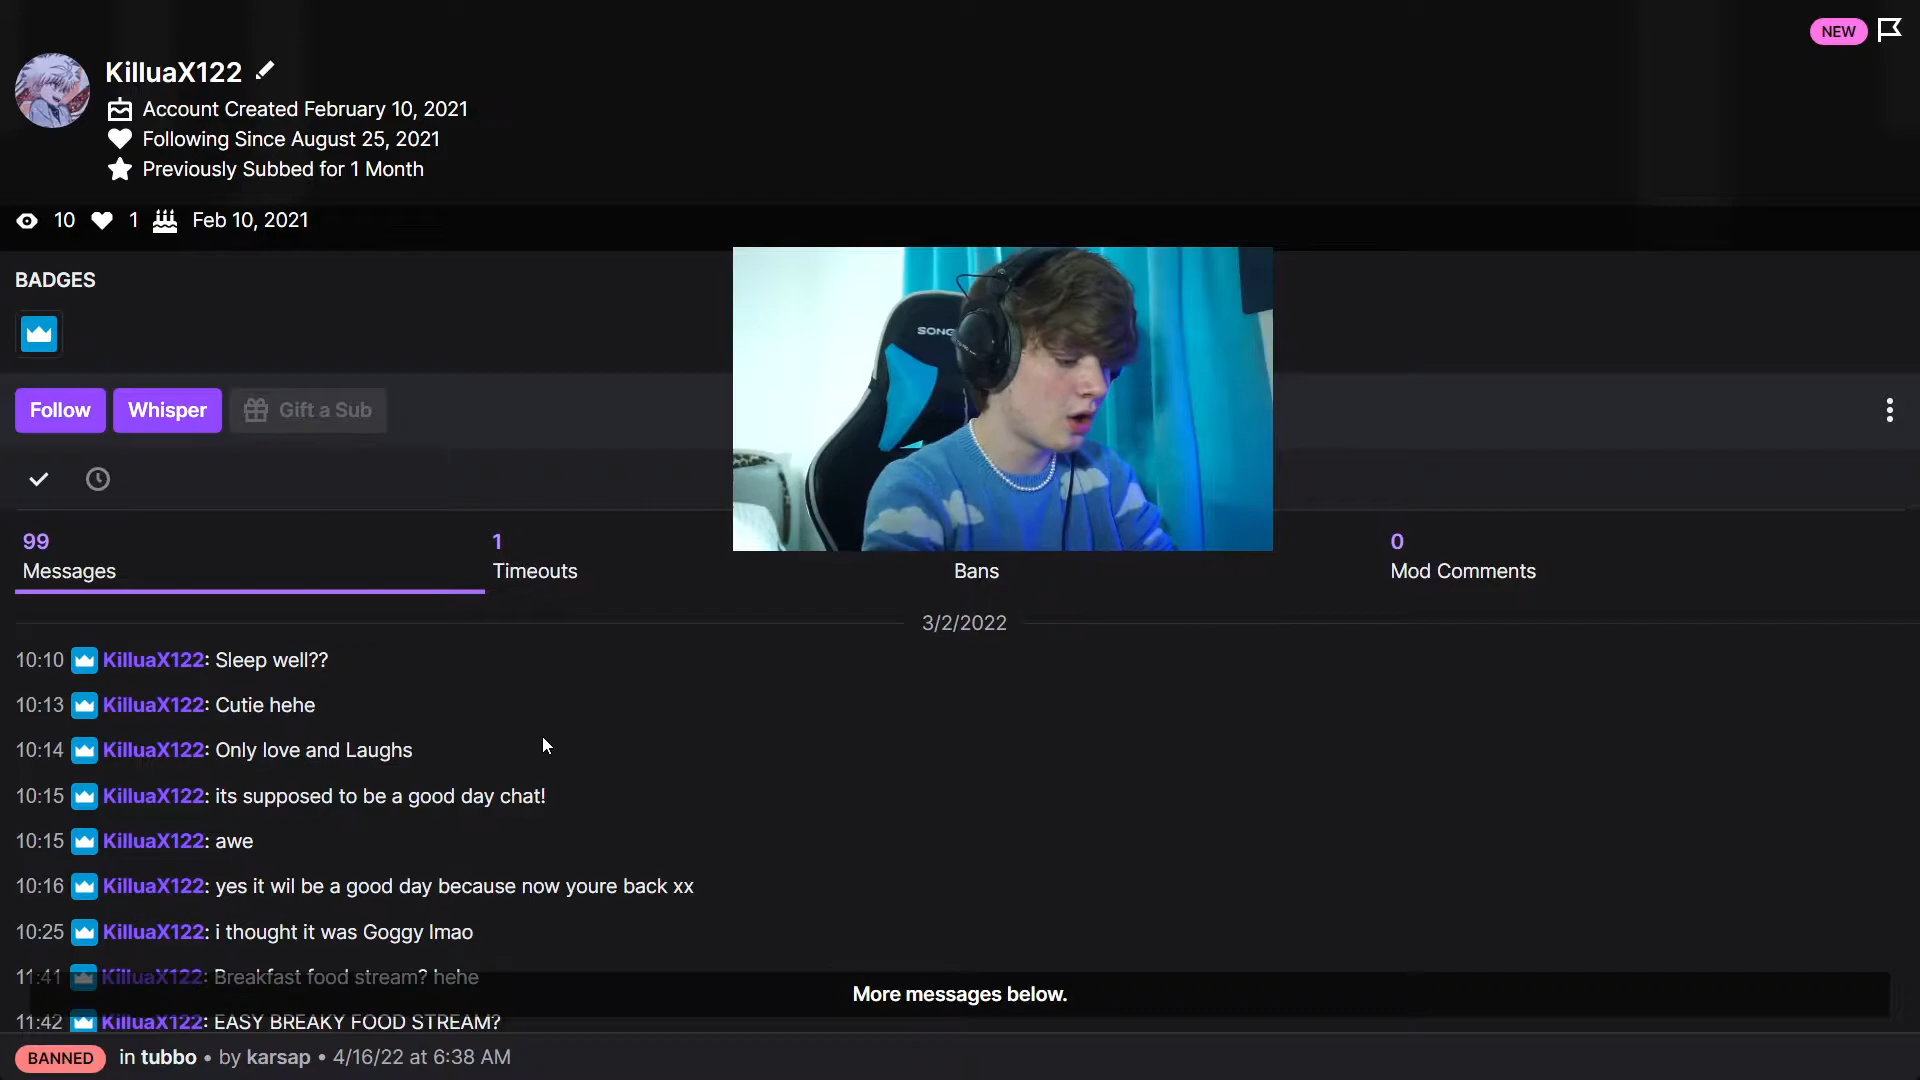 NEW
KilluaX122
Account Created February 10, 2021
Following Since August 25, 2021
Previously Subbed for 1 Month
10 1 Feb 10, 2021
BADGES
SONG
Follow Whisper Gift a Sub
99 1 0
Messages Timeouts Bans Mod Comments
3/2/2022
10:10 KilluaX122: Sleep well??
10:13 KilluaX122: Cutie hehe
10:14 KilluaX122: Only love and Laughs
10:15 KilluaX122: its supposed to be a good day chat!
10:15 KilluaX122: awe
10:16 KilluaX122: yes it wil be a good day because now youre back xx
10:25 KilluaX122: i thought it was Goggy lmao
11:41 KilluaX122: Breakfast food stream? hehe
More messages below.
11:42 KilluaX122: EASY BREAKY FOOD STREAM?
BANNED in tubbo • by karsap • 4/16/22 at 6:38 AM